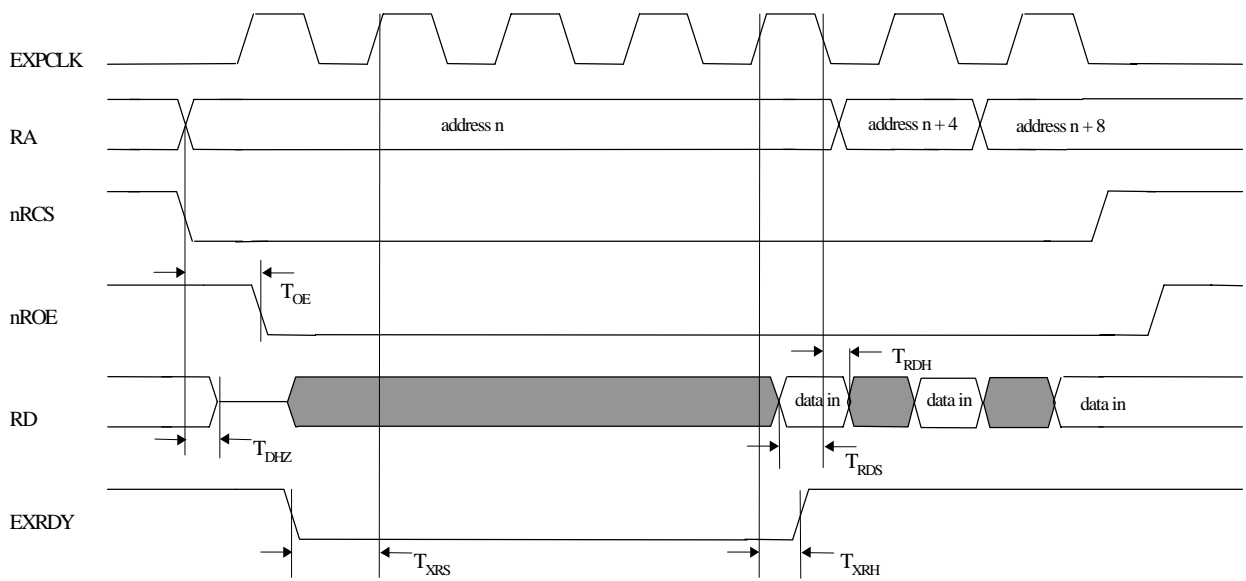 EXPCLK
RA
address n
address n + 4
address n + 8
nRCS
nROE
T_OE
RD
T_DHZ
data in
data in
data in
T_RDH
T_RDS
EXRDY
T_XRS
T_XRH